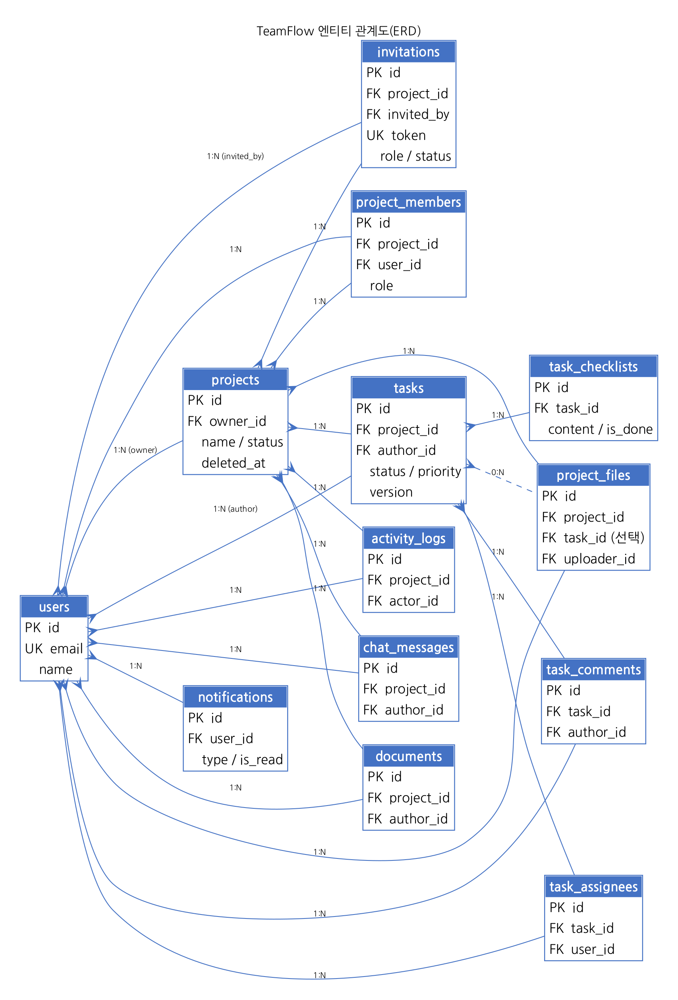 TeamFlow 엔티티 관계도(ERD)
invitations
PK id
FK project_id
FK invited_by
UK token
role / status
1:N (invited_by)
project_members
PK id
FK project_id
FK user_id
role
1:N
1:N
1:N
1:N
projects
PK id
FK owner_id
name / status
deleted_at
1:N (owner)
tasks
PK id
FK project_id
FK author_id
status / priority
version
1:N
1:N (author)
task_checklists
PK id
FK task_id
content / is_done
1:N
0:N
project_files
PK id
FK project_id
FK task_id (선택)
FK uploader_id
1:N
1:N
1:N
activity_logs
PK id
FK project_id
FK actor_id
1:N
1:N
1:N
users
PK id
UK email
name
1:N
1:N
chat_messages
PK id
FK project_id
FK author_id
notifications
PK id
FK user_id
type / is_read
task_comments
PK id
FK task_id
FK author_id
documents
PK id
FK project_id
FK author_id
1:N
1:N
1:N
task_assignees
PK id
FK task_id
FK user_id
1:N